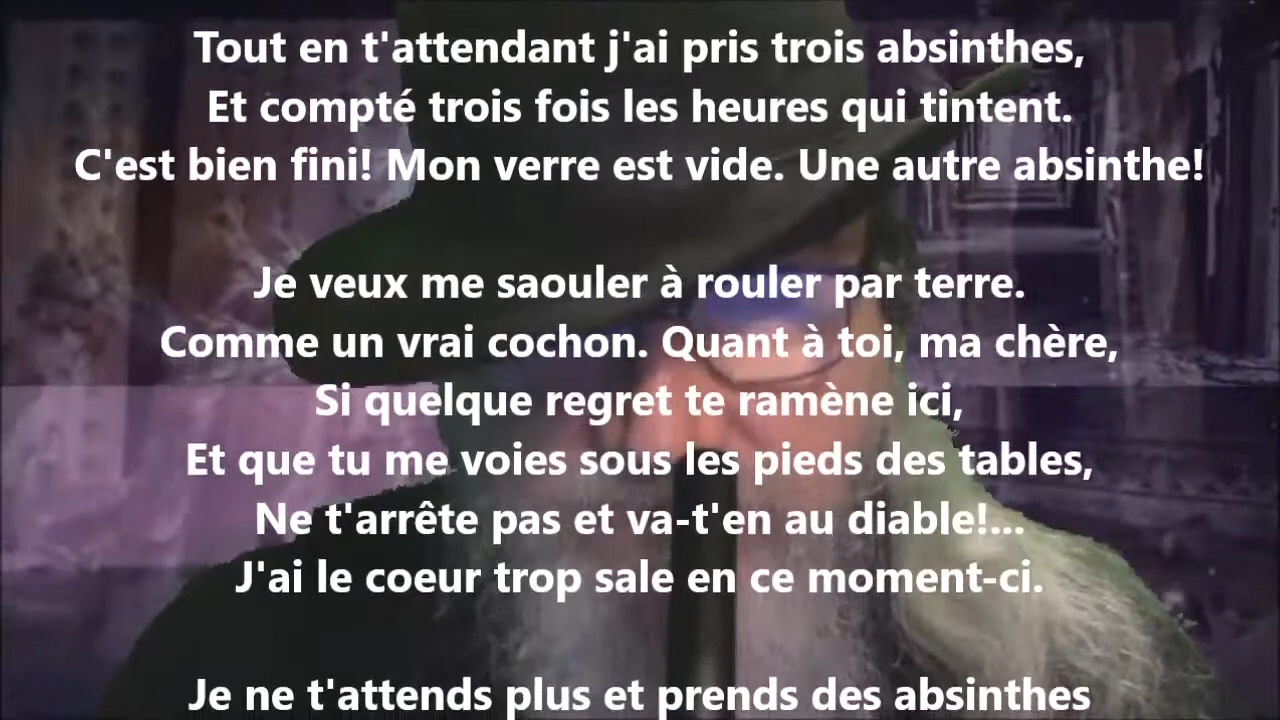 Tout en t'attendant j'ai pris trois absinthes,
Et compté trois fois les heures qui tintent.
C'est bien fini! Mon verre est vide. Une autre absinthe!
Je veux me saouler à rouler par terre.
Comme un vrai cochon. Quant à toi, ma chère,
Si quelque regret te ramène ici,
Et que tu me voies sous les pieds des tables,
Ne t'arrête pas et va-t'en au diable!...
J'ai le coeur trop sale en ce moment-ci.
Je ne t'attends plus et prends des absinthes